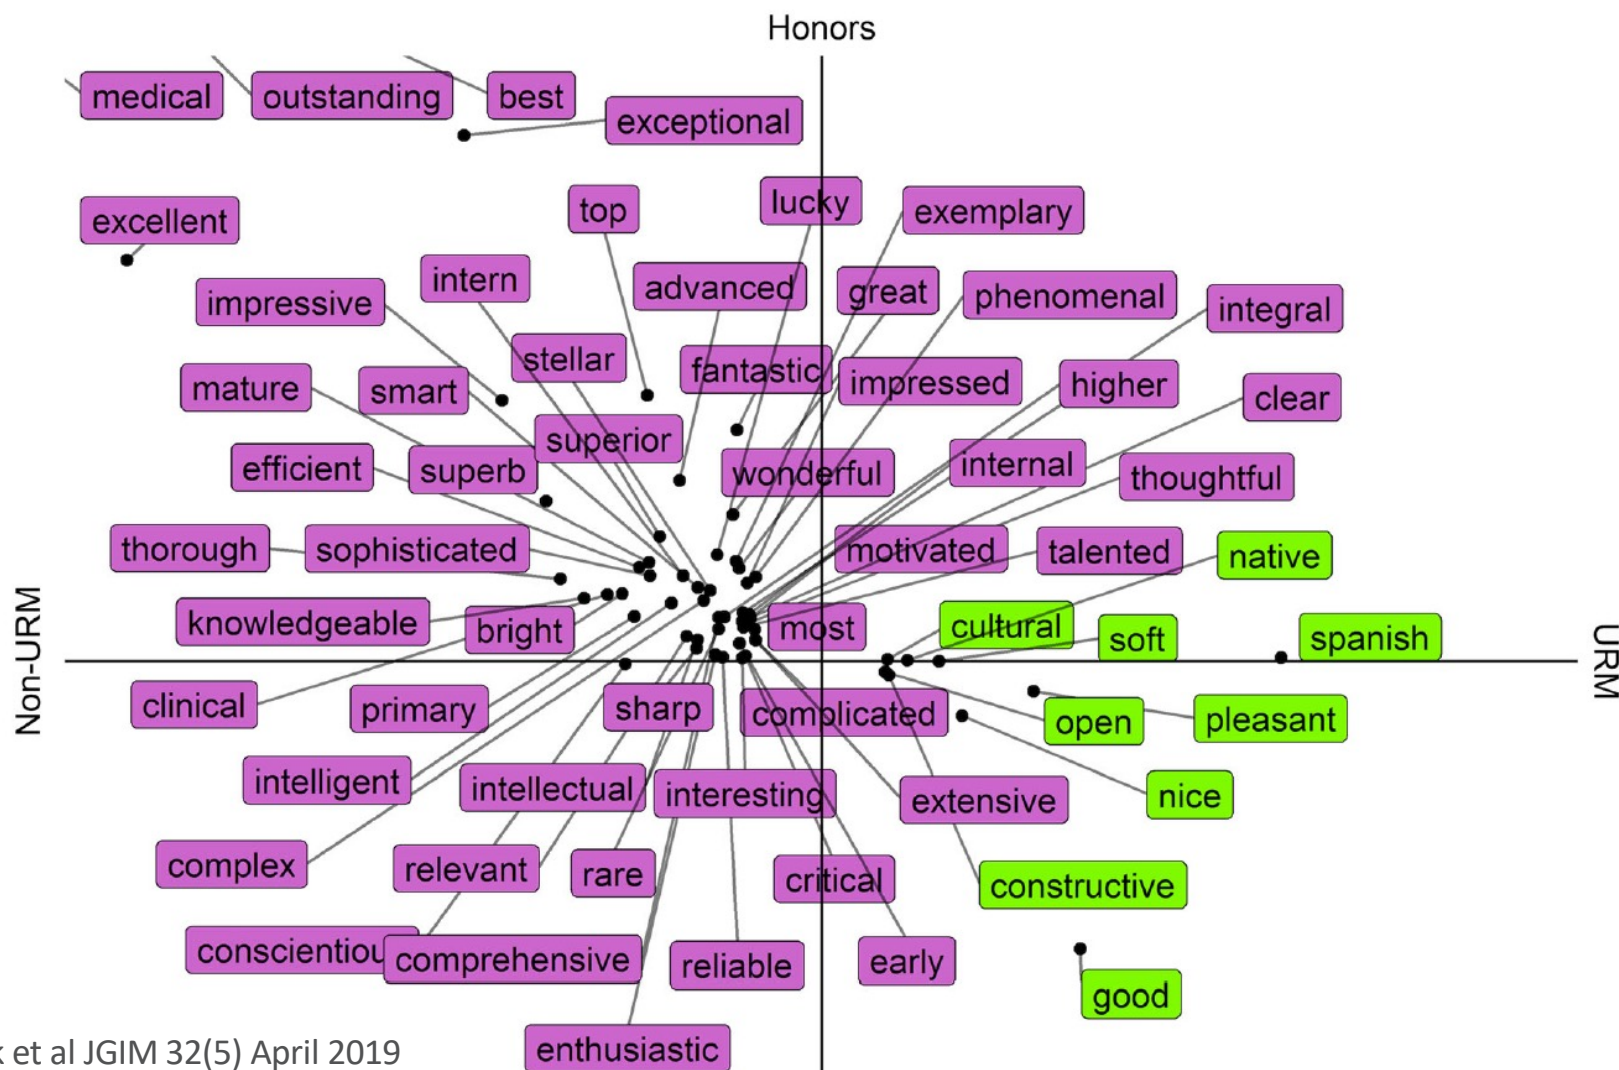 Honors
medical
outstanding
best
exceptional
excellent
top
lucky
exemplary
intern
impressive
advanced
great
phenomenal
integral
stellar
mature
smart
fantastic
impressed
higher
clear
superior
efficient
superb
wonderful
internal
thoughtful
thorough
sophisticated
motivated
talented
native
knowledgeable
bright
most
cultural
soft
spanish
Non-URM
URM
clinical
primary
sharp
complicated
open
pleasant
intelligent
intellectual
interesting
extensive
nice
complex
relevant
rare
critical
constructive
conscientiou
comprehensive
reliable
early
good
enthusiastic
et al JGIM 32(5) April 2019